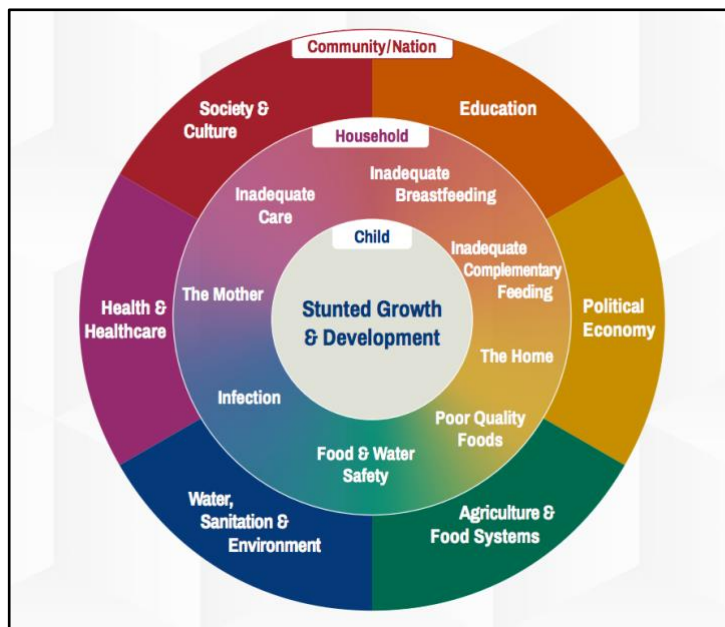 Community/Nation
Society &
Culture
Education
Household
Inadequate
Breastfeeding
Inadequate
Care
Child
Inadequate
Complementary
Feeding
The Mother
Health &
Healthcare
Stunted Growth
& Development
Political
Economy
The Home
Infection
Poor Quality
Foods
Food & Water
Safety
Water,
Sanitation &
Environment
Agriculture &
Food Systems